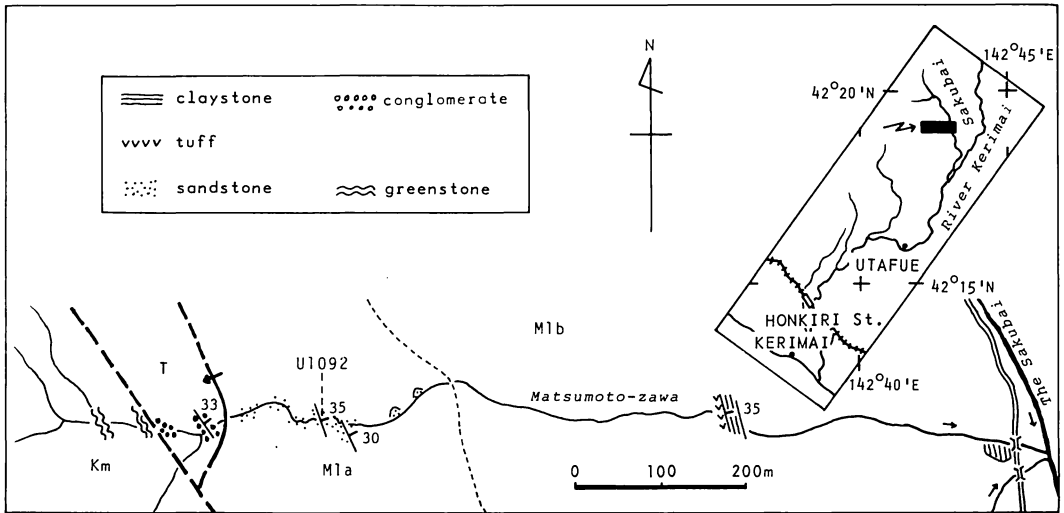 claystone
conglomerate
tuff
sandstone
greenstone
N
142°45'E
42°20'N
Sakubai
River Kerimai
UTAFUE
42°15'N
HONKIRI St.
KERIMAI
142°40'E
The Sakubai
T
33
U1092
35
30
Km
M1a
M1b
Matsumoto-zawa
35
0 100 200m